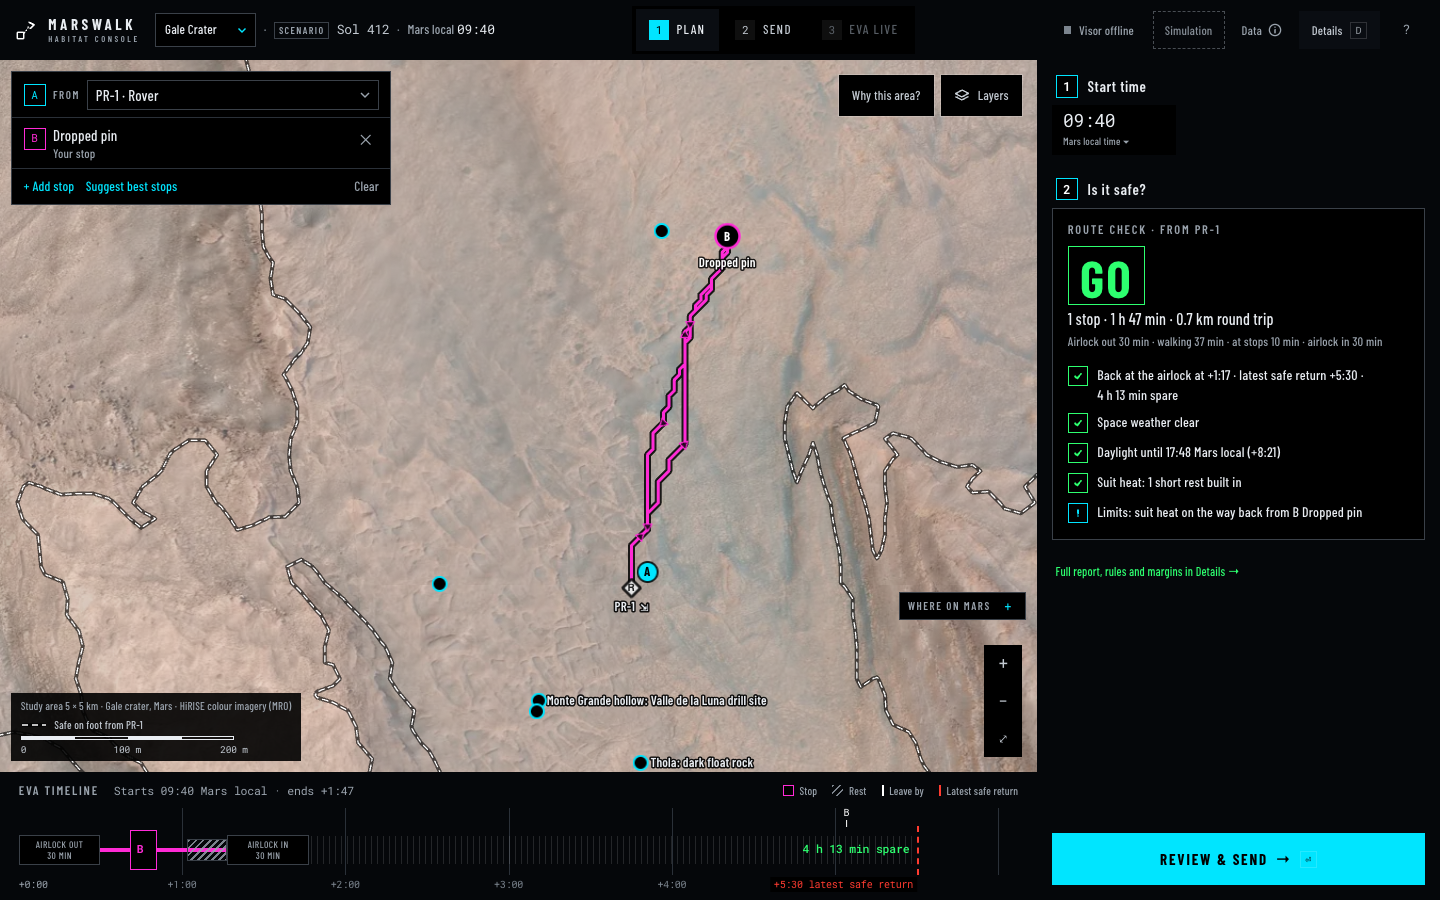 MARSWALK
HABITAT CONSOLE
Gale Crater
· SCENARIO Sol 412 · Mars local 09:40
1 PLAN
2 SEND
3 EVA LIVE
Visor offline
Simulation
Data
Details D
?
A FROM PR-1 · Rover
B Dropped pin
Your stop
+ Add stop Suggest best stops Clear
Why this area?
Layers
B
Dropped pin
A
R
PR-1
WHERE ON MARS +
+
−
Monte Grande hollow: Valle de la Luna drill site
Thola: dark float rock
Study area 5 × 5 km · Gale crater, Mars · HiRISE colour imagery (MRO)
Safe on foot from PR-1
0 100 m 200 m
1 Start time
09:40
Mars local time
2 Is it safe?
ROUTE CHECK · FROM PR-1
GO
1 stop · 1 h 47 min · 0.7 km round trip
Airlock out 30 min · walking 37 min · at stops 10 min · airlock in 30 min
Back at the airlock at +1:17 · latest safe return +5:30 ·
4 h 13 min spare
Space weather clear
Daylight until 17:48 Mars local (+8:21)
Suit heat: 1 short rest built in
! Limits: suit heat on the way back from B Dropped pin
Full report, rules and margins in Details →
REVIEW & SEND →
EVA TIMELINE Starts 09:40 Mars local · ends +1:47
Stop Rest Leave by Latest safe return
B
AIRLOCK OUT
30 MIN
B
AIRLOCK IN
30 MIN
4 h 13 min spare
+0:00 +1:00 +2:00 +3:00 +4:00 +5:30 latest safe return